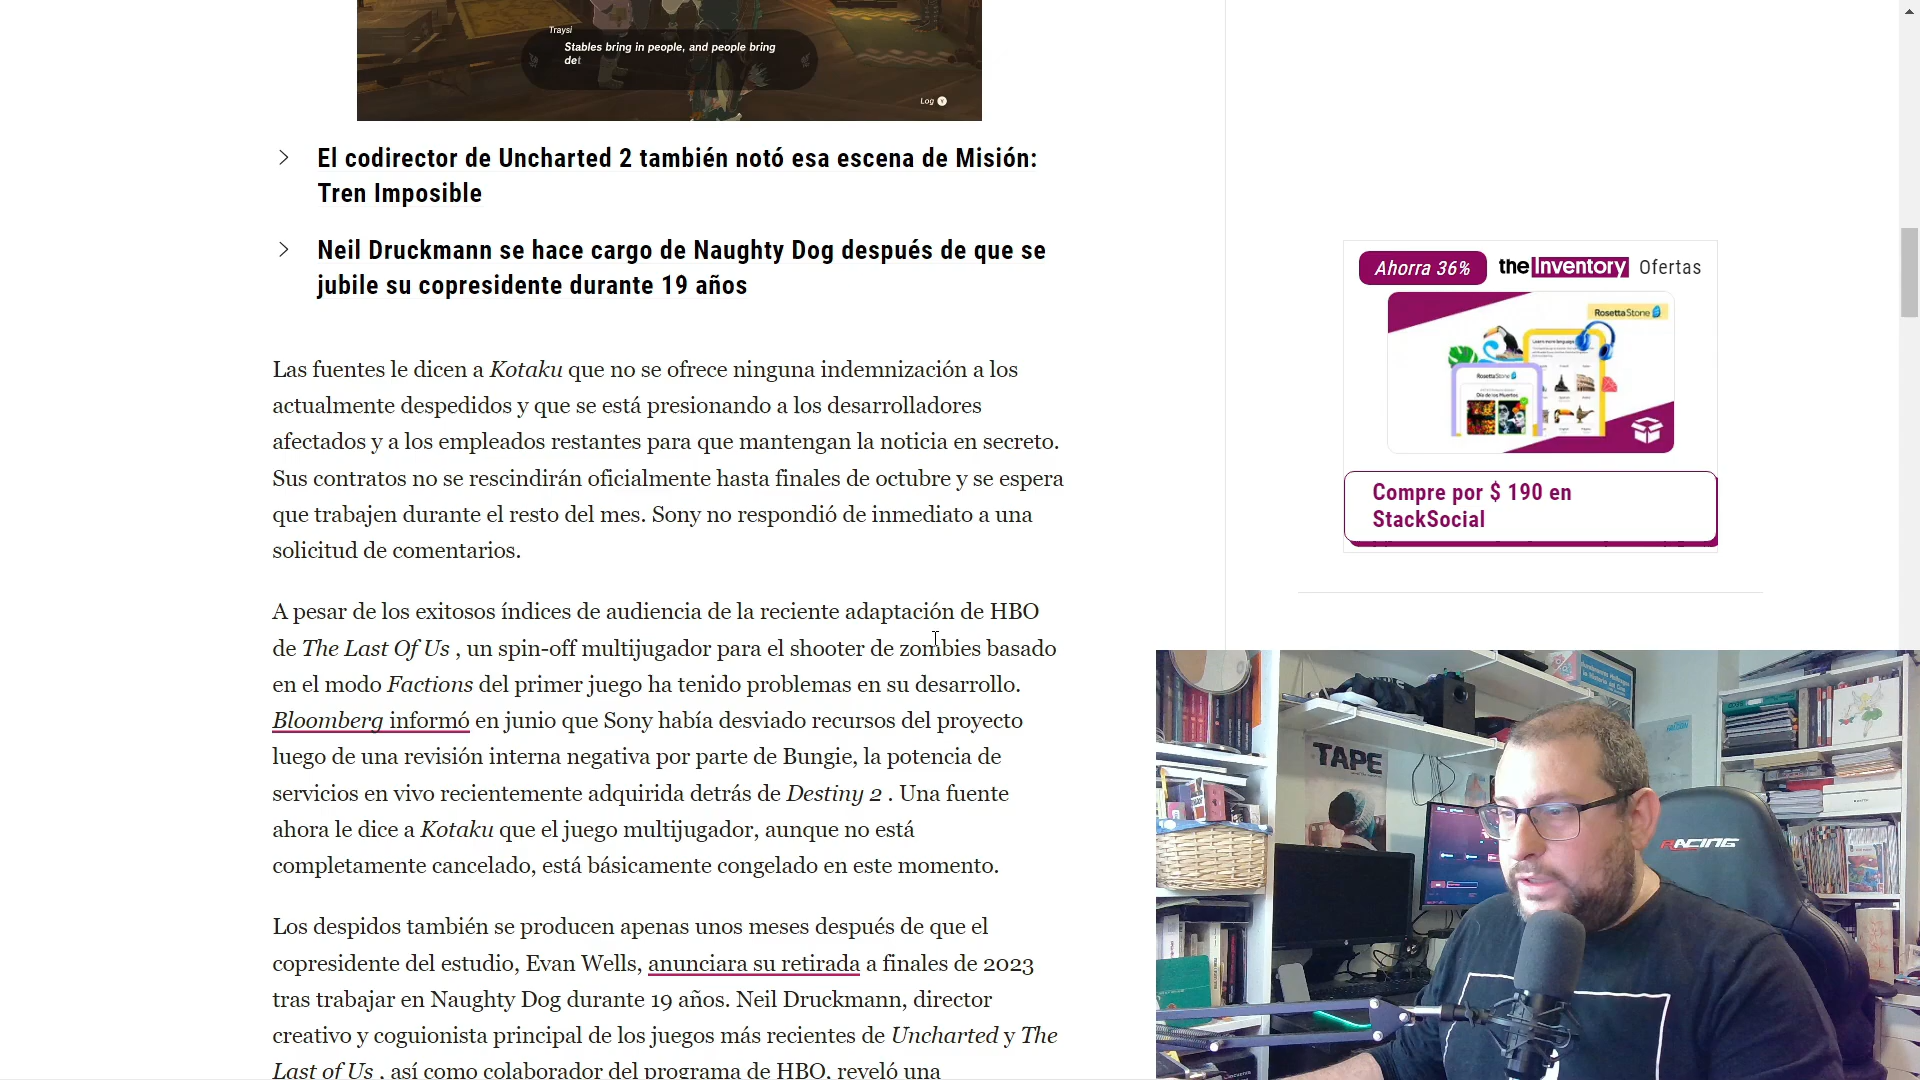 Traysi
Stables bring in people, and people bring
det
Log
El codirector de Uncharted 2 también notó esa escena de Misión:
Tren Imposible
Neil Druckmann se hace cargo de Naughty Dog después de que se
jubile su copresidente durante 19 años
Las fuentes le dicen a Kotaku que no se ofrece ninguna indemnización a los
actualmente despedidos y que se está presionando a los desarrolladores
afectados y a los empleados restantes para que mantengan la noticia en secreto.
Sus contratos no se rescindirán oficialmente hasta finales de octubre y se espera
que trabajen durante el resto del mes. Sony no respondió de inmediato a una
solicitud de comentarios.
A pesar de los exitosos índices de audiencia de la reciente adaptación de HBO
de The Last Of Us , un spin-off multijugador para el shooter de zombies basado
en el modo Factions del primer juego ha tenido problemas en su desarrollo.
Bloomberg informó en junio que Sony había desviado recursos del proyecto
luego de una revisión interna negativa por parte de Bungie, la potencia de
servicios en vivo recientemente adquirida detrás de Destiny 2 . Una fuente
ahora le dice a Kotaku que el juego multijugador, aunque no está
completamente cancelado, está básicamente congelado en este momento.
Los despidos también se producen apenas unos meses después de que el
copresidente del estudio, Evan Wells, anunciara su retirada a finales de 2023
tras trabajar en Naughty Dog durante 19 años. Neil Druckmann, director
creativo y coguionista principal de los juegos más recientes de Uncharted y The
Last of Us , así como colaborador del programa de HBO, reveló una
Ahorra 36% theInventory Ofertas
RosettaStone
Learn more languages
RosettaStone
Día de los Muertos
Compre por $ 190 en
StackSocial
TAPE
RACING